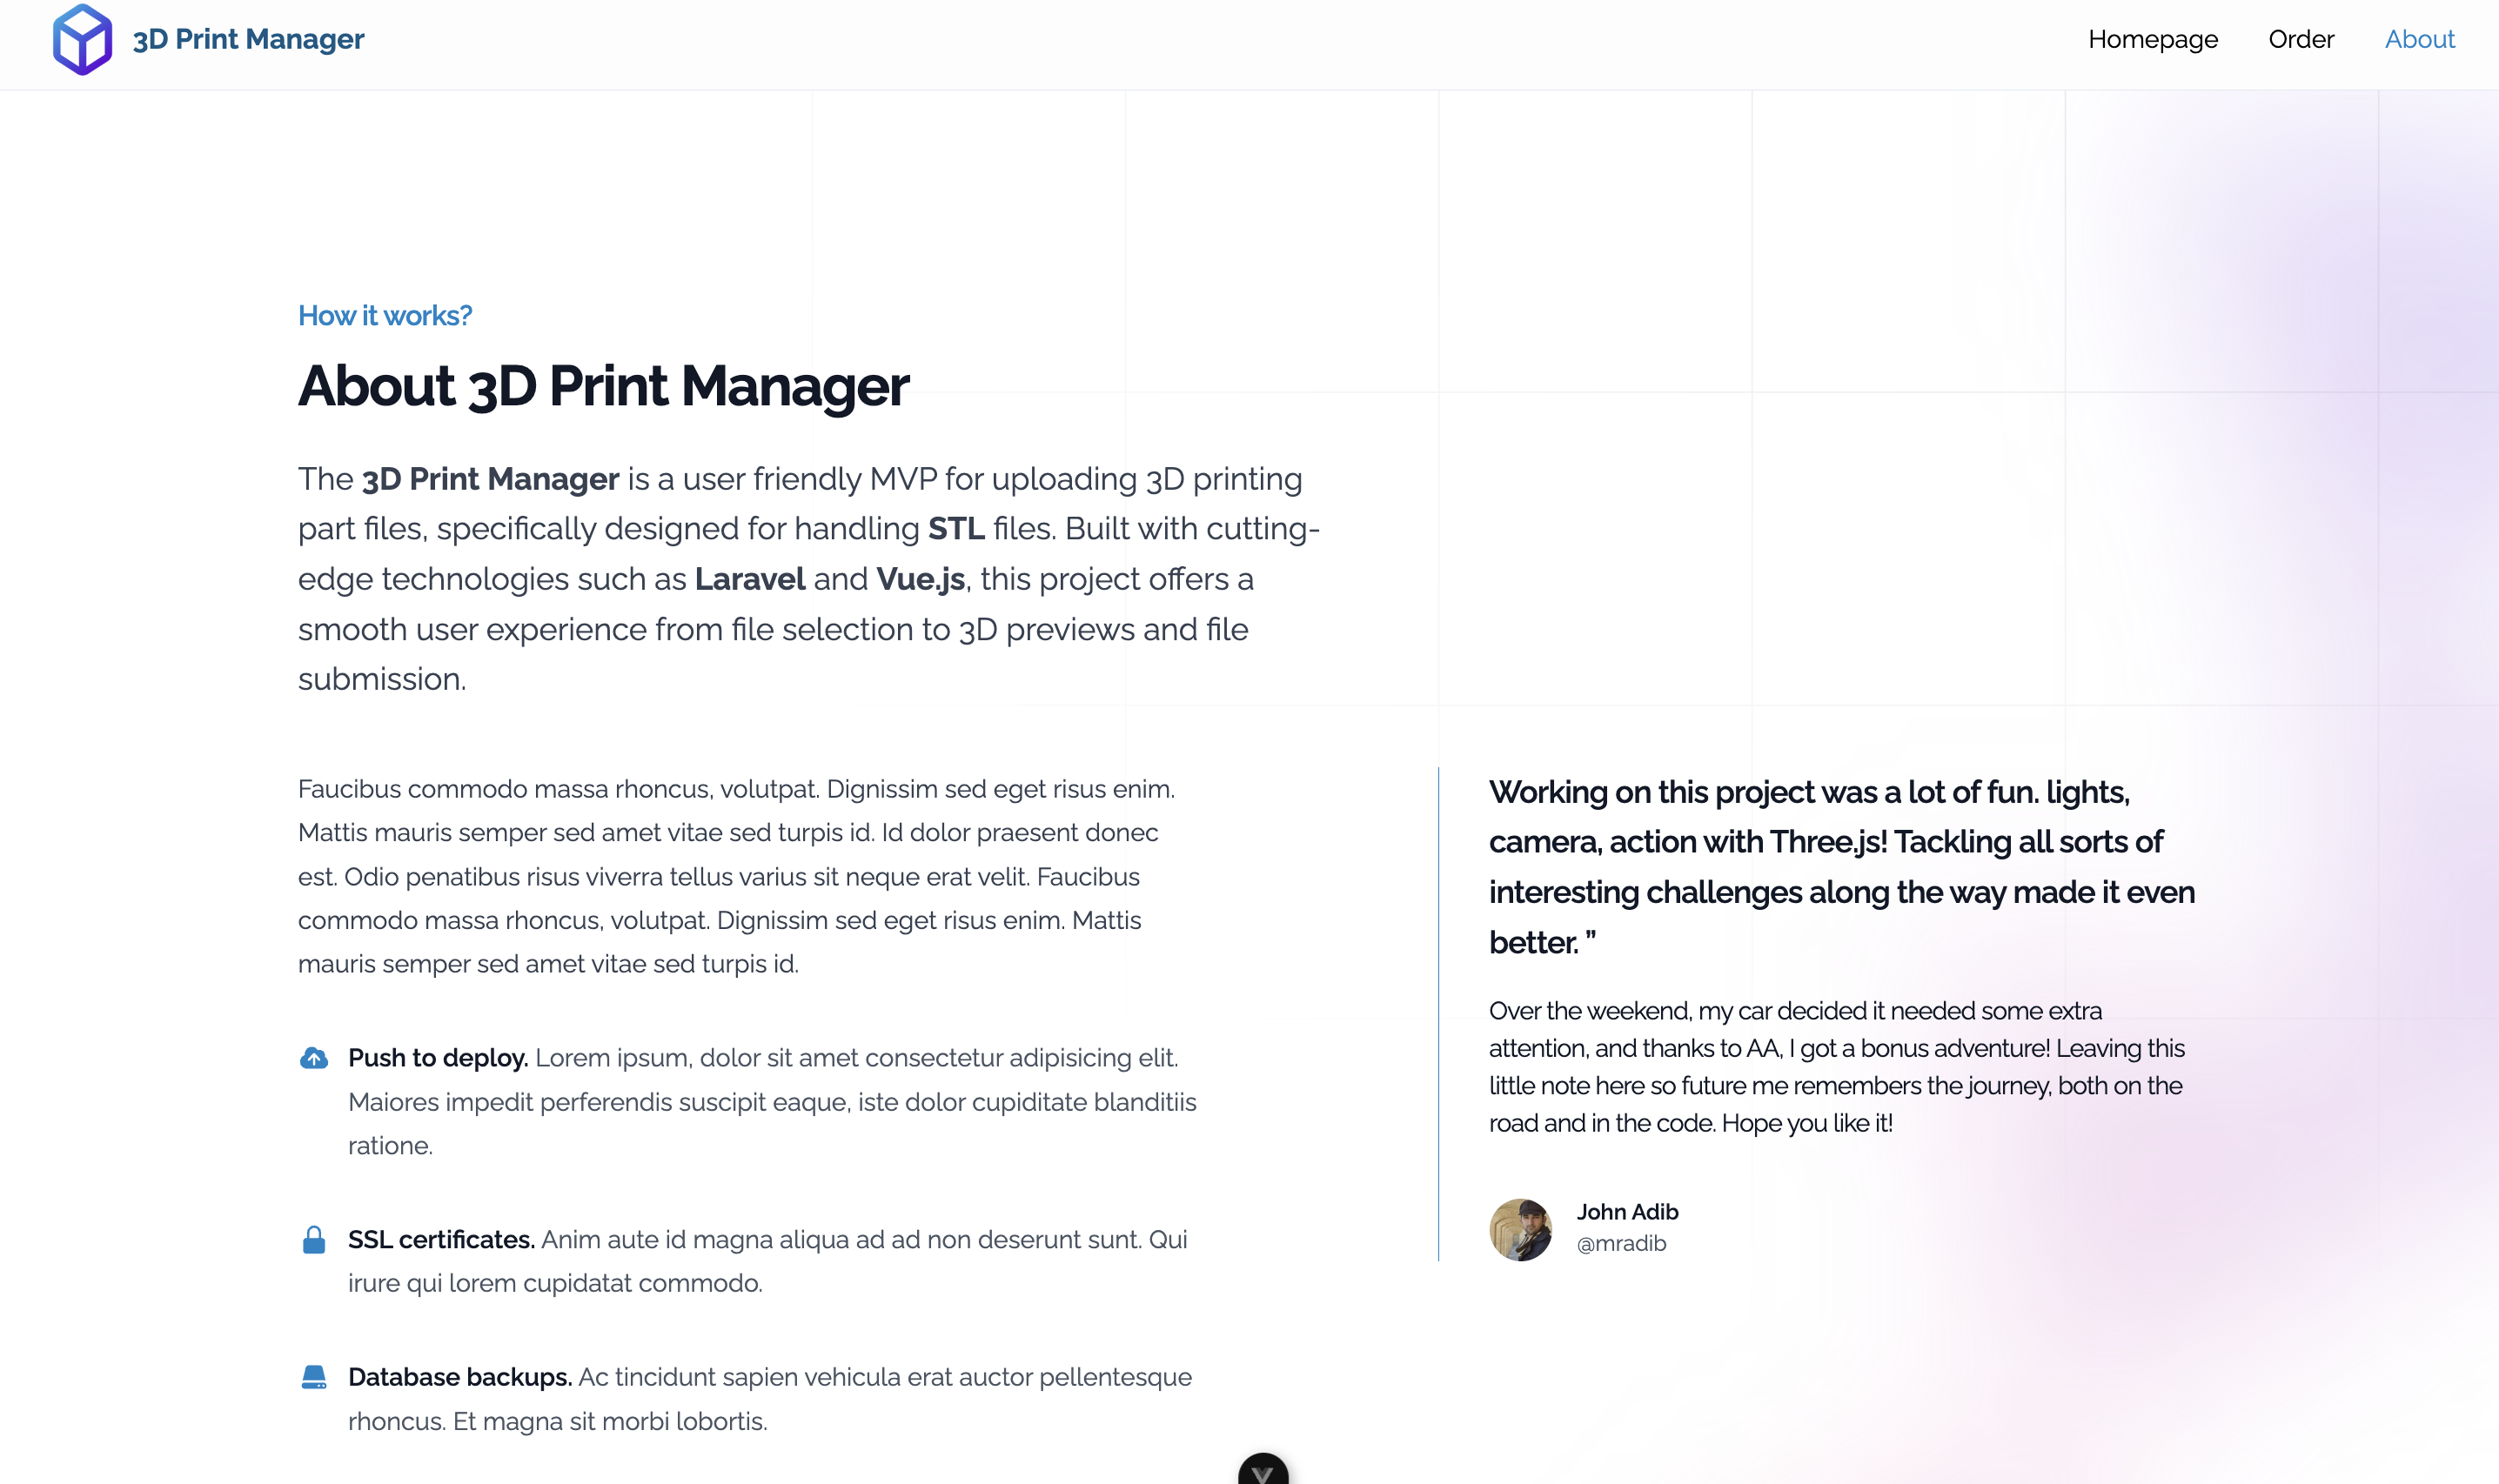 3D Print Manager
Homepage
Order
About
How it works?
About 3D Print Manager
The 3D Print Manager is a user friendly MVP for uploading 3D printing
part files, specifically designed for handling STL files. Built with cutting-
edge technologies such as Laravel and Vue.js, this project offers a
smooth user experience from file selection to 3D previews and file
submission.
Faucibus commodo massa rhoncus, volutpat. Dignissim sed eget risus enim.
Mattis mauris semper sed amet vitae sed turpis id. Id dolor praesent donec
est. Odio penatibus risus viverra tellus varius sit neque erat velit. Faucibus
commodo massa rhoncus, volutpat. Dignissim sed eget risus enim. Mattis
mauris semper sed amet vitae sed turpis id.
Push to deploy. Lorem ipsum, dolor sit amet consectetur adipisicing elit.
Maiores impedit perferendis suscipit eaque, iste dolor cupiditate blanditiis
ratione.
SSL certificates. Anim aute id magna aliqua ad ad non deserunt sunt. Qui
irure qui lorem cupidatat commodo.
Database backups. Ac tincidunt sapien vehicula erat auctor pellentesque
rhoncus. Et magna sit morbi lobortis.
Working on this project was a lot of fun. lights,
camera, action with Three.js! Tackling all sorts of
interesting challenges along the way made it even
better. ”
Over the weekend, my car decided it needed some extra
attention, and thanks to AA, I got a bonus adventure! Leaving this
little note here so future me remembers the journey, both on the
road and in the code. Hope you like it!
John Adib
@mradib